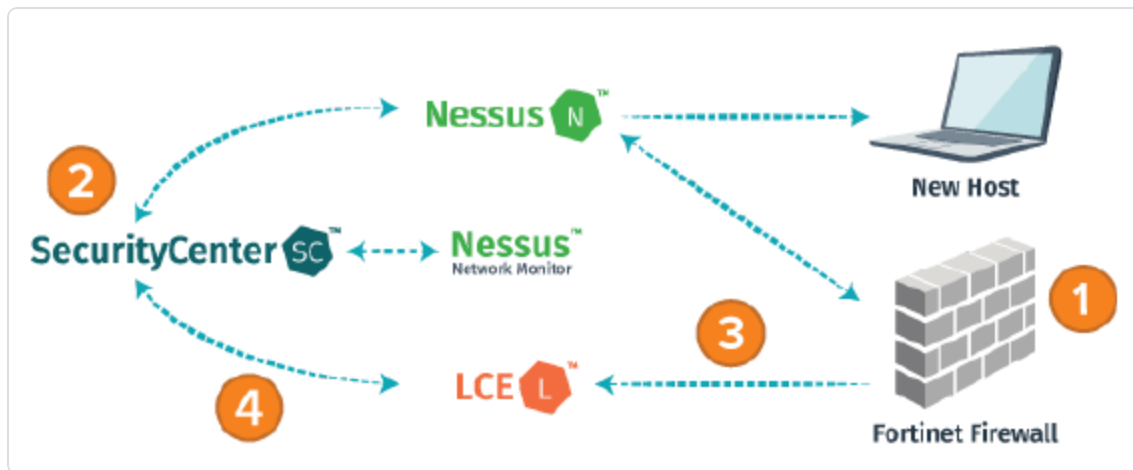 Nessus N™
2
New Host
SecurityCenter SC™
Nessus™
Network Monitor
1
3
LCE L™
4
Fortinet Firewall